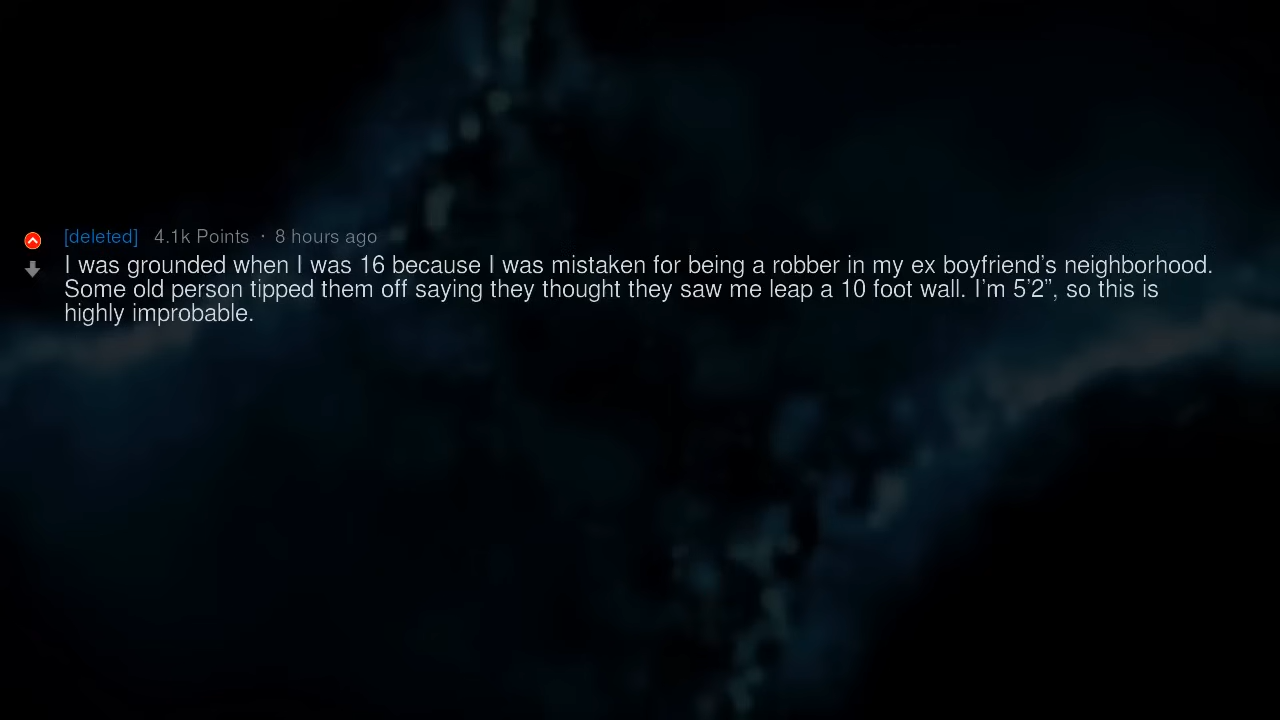 [deleted] 4.1k Points · 8 hours ago
I was grounded when I was 16 because I was mistaken for being a robber in my ex boyfriend’s neighborhood.
Some old person tipped them off saying they thought they saw me leap a 10 foot wall. I’m 5’2”, so this is
highly improbable.